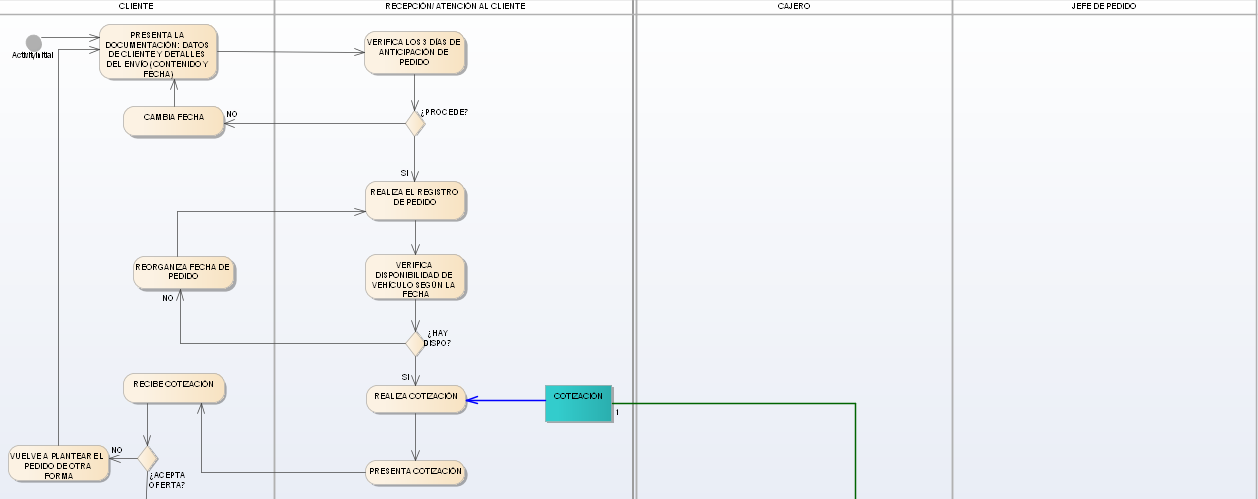 CLIENTE
RECEPCIÓN/ATENCIÓN AL CLIENTE
CAJERO
JEFE DE PEDIDO
ActivityInitial
PRESENTA LA
DOCUMENTACIÓN: DATOS
DE CLIENTE Y DETALLES
DEL ENVÍO (CONTENIDO Y
FECHA)
VERIFICA LOS 3 DÍAS DE
ANTICIPACIÓN DE
PEDIDO
CAMBIA FECHA
NO
¿PROCEDE?
SI
REALIZA EL REGISTRO
DE PEDIDO
REORGANIZA FECHA DE
PEDIDO
NO
VERIFICA
DISPONIBILIDAD DE
VEHÍCULO SEGÚN LA
FECHA
¿HAY
DISPO?
SI
RECIBE COTIZACIÓN
REALIZA COTIZACIÓN
COTIZACIÓN
1
VUELVE A PLANTEAR EL
PEDIDO DE OTRA
FORMA
NO
¿ACEPTA
OFERTA?
PRESENTA COTIZACIÓN